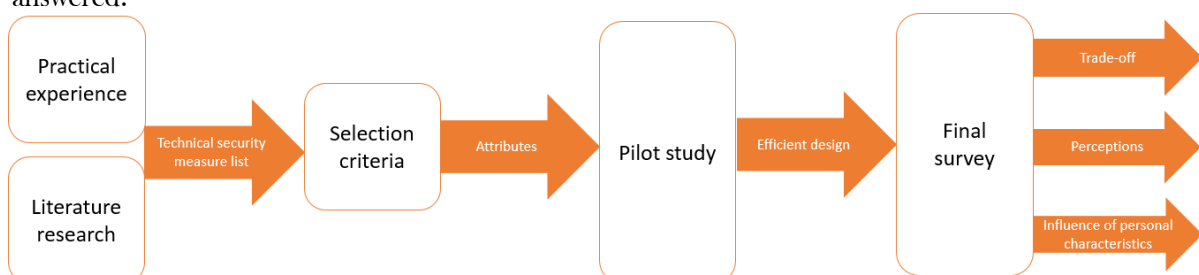 answered.
Practical
experience
Literature
research
Technical security
measure list
Selection
criteria
Attributes
Pilot study
Efficient design
Final
survey
Trade-off
Perceptions
Influence of personal
characteristics